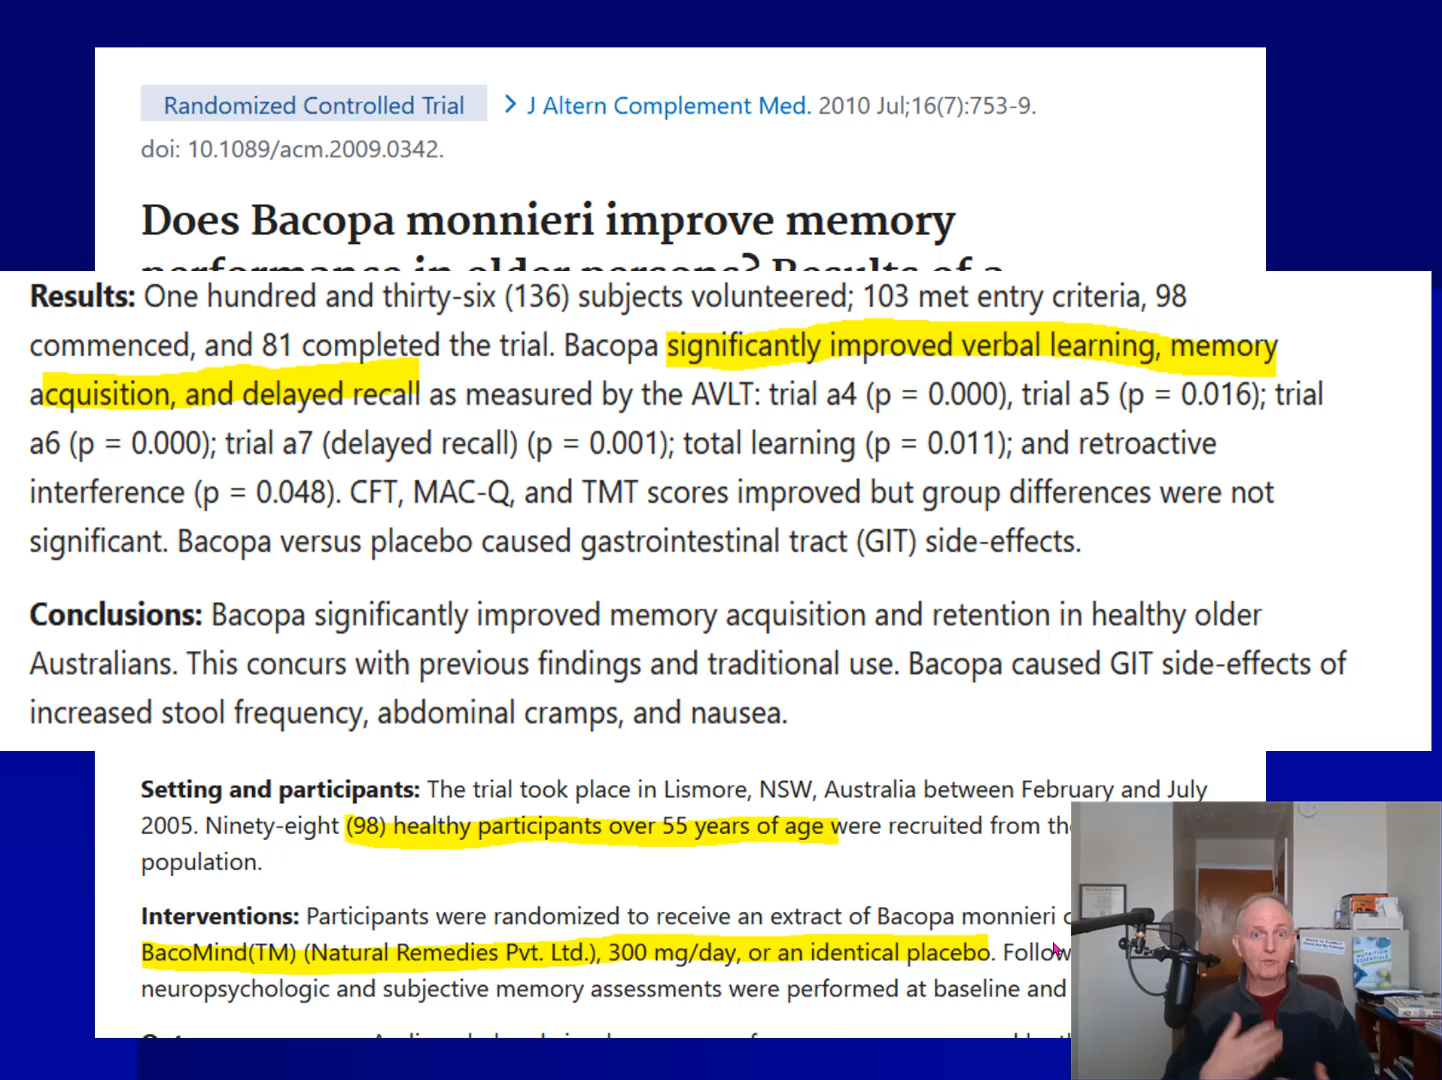 Randomized Controlled Trial > J Altern Complement Med. 2010 Jul;16(7):753-9.
doi: 10.1089/acm.2009.0342.
Does Bacopa monnieri improve memory
performance in older persons? Results of a
Results: One hundred and thirty-six (136) subjects volunteered; 103 met entry criteria, 98
commenced, and 81 completed the trial. Bacopa significantly improved verbal learning, memory
acquisition, and delayed recall as measured by the AVLT: trial a4 (p = 0.000), trial a5 (p = 0.016); trial
a6 (p = 0.000); trial a7 (delayed recall) (p = 0.001); total learning (p = 0.011); and retroactive
interference (p = 0.048). CFT, MAC-Q, and TMT scores improved but group differences were not
significant. Bacopa versus placebo caused gastrointestinal tract (GIT) side-effects.
Conclusions: Bacopa significantly improved memory acquisition and retention in healthy older
Australians. This concurs with previous findings and traditional use. Bacopa caused GIT side-effects of
increased stool frequency, abdominal cramps, and nausea.
Setting and participants: The trial took place in Lismore, NSW, Australia between February and July
2005. Ninety-eight (98) healthy participants over 55 years of age were recruited from the
population.
Interventions: Participants were randomized to receive an extract of Bacopa monnieri
BacoMind(TM) (Natural Remedies Pvt. Ltd.), 300 mg/day, or an identical placebo. Follow
neuropsychologic and subjective memory assessments were performed at baseline and
NUTRITION
ESSENTIALS